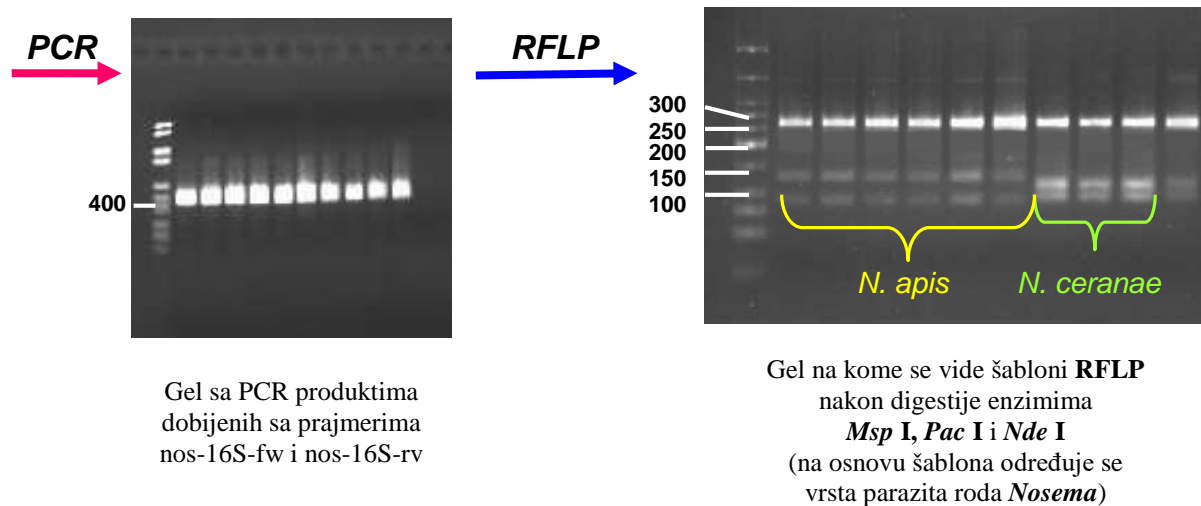 PCR
RFLP
400
300
250
200
150
100
N. apis
N. ceranae
Gel sa PCR produktima
dobijenih sa prajmerima
nos-16S-fw i nos-16S-rv
Gel na kome se vide šabloni RFLP
nakon digestije enzimima
Msp I, Pac I i Nde I
(na osnovu šablona određuje se
vrsta parazita roda Nosema)